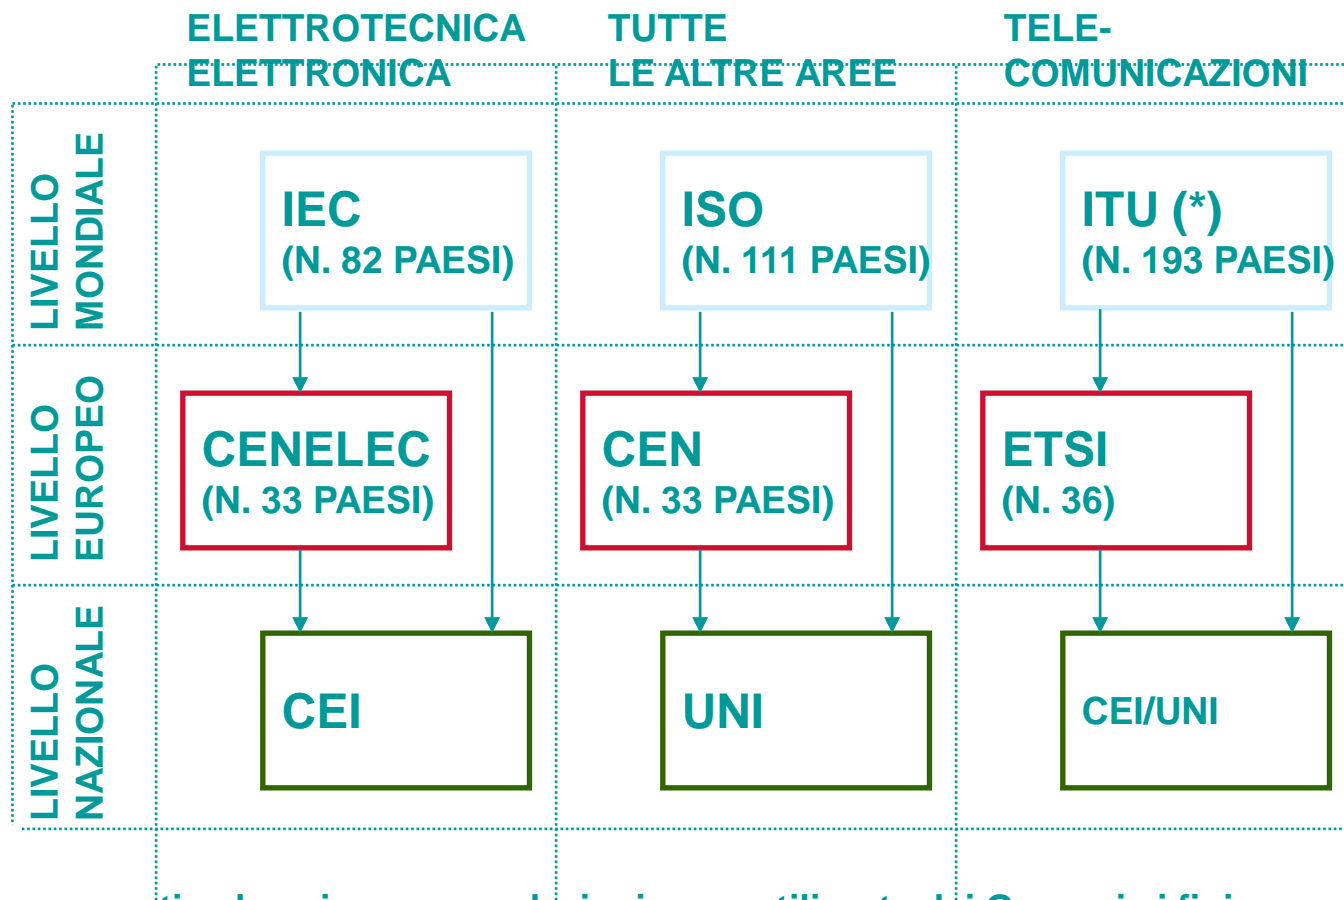 ELETTROTECNICA
ELETTRONICA
TUTTE
LE ALTRE AREE
TELE-
COMUNICAZIONI
LIVELLO
MONDIALE
IEC
(N. 82 PAESI)
ISO
(N. 111 PAESI)
ITU (*)
(N. 193 PAESI)
LIVELLO
EUROPEO
CENELEC
(N. 33 PAESI)
CEN
(N. 33 PAESI)
ETSI
(N. 36)
LIVELLO
NAZIONALE
CEI
UNI
CEI/UNI